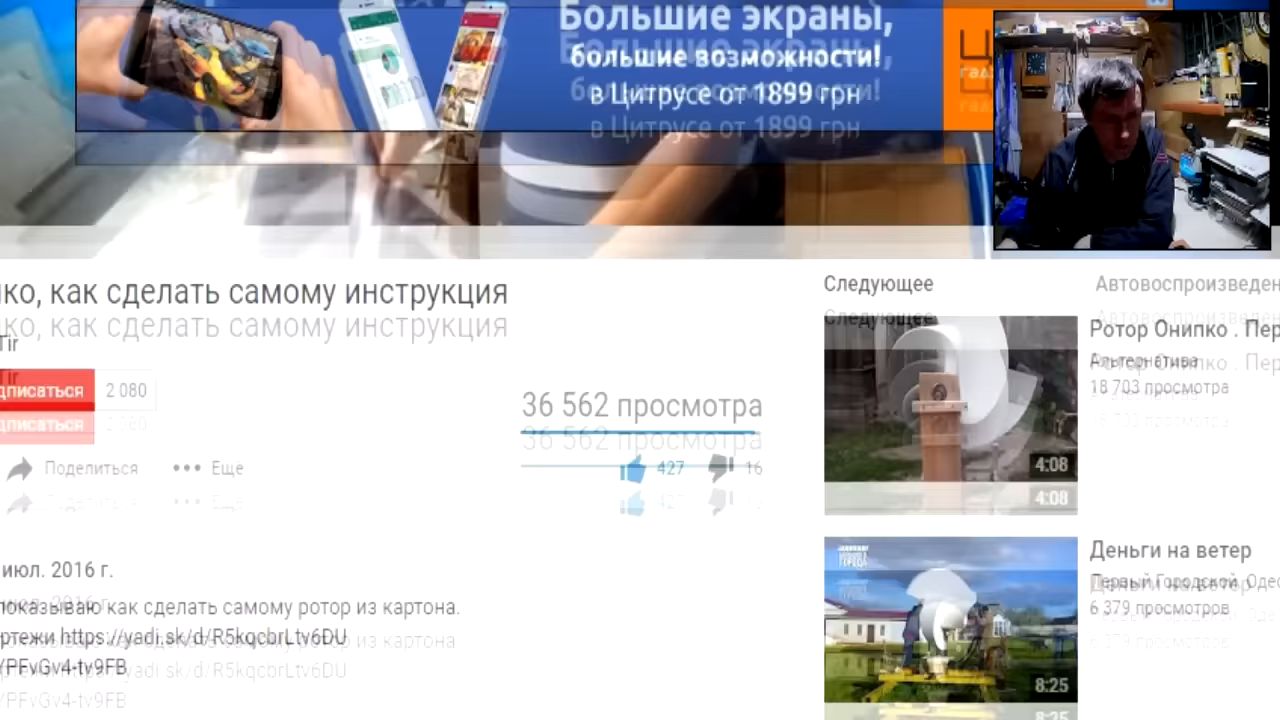 Большие экраны,
большие возможности!
в Цитрусе от 1899 грн
ко, как сделать самому инструкция
Tir
дписаться 2 080
36 562 просмотра
Поделиться
••• Ещё
427 16
июл. 2016 г.
показываю как сделать самому ротор из картона.
ртежи https://yadi.sk/d/R5kqcbrLtv6DU
/PFvGv4-tv9FB
Следующее
Автовоспроизведен
Ротор Онипко . Пер
Альтернатива
18 703 просмотра
4:08
Деньги на ветер
Первый Городской. Одес
6 379 просмотров
8:25